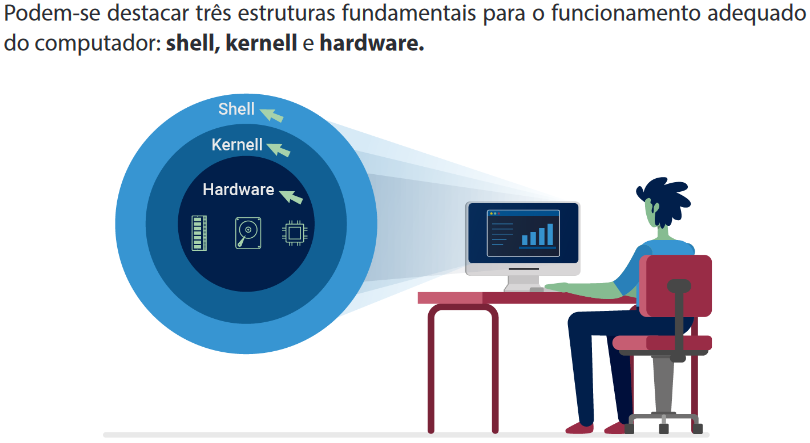 Podem-se destacar três estruturas fundamentais para o funcionamento adequado
do computador: shell, kernell e hardware.
Shell
Kernell
Hardware